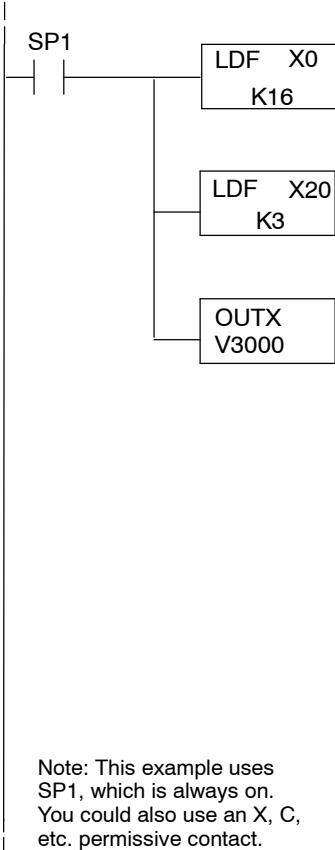 SP1
LDF X0
K16
LDF X20
K3
OUTX
V3000
Note: This example uses
SP1, which is always on.
You could also use an X, C,
etc. permissive contact.